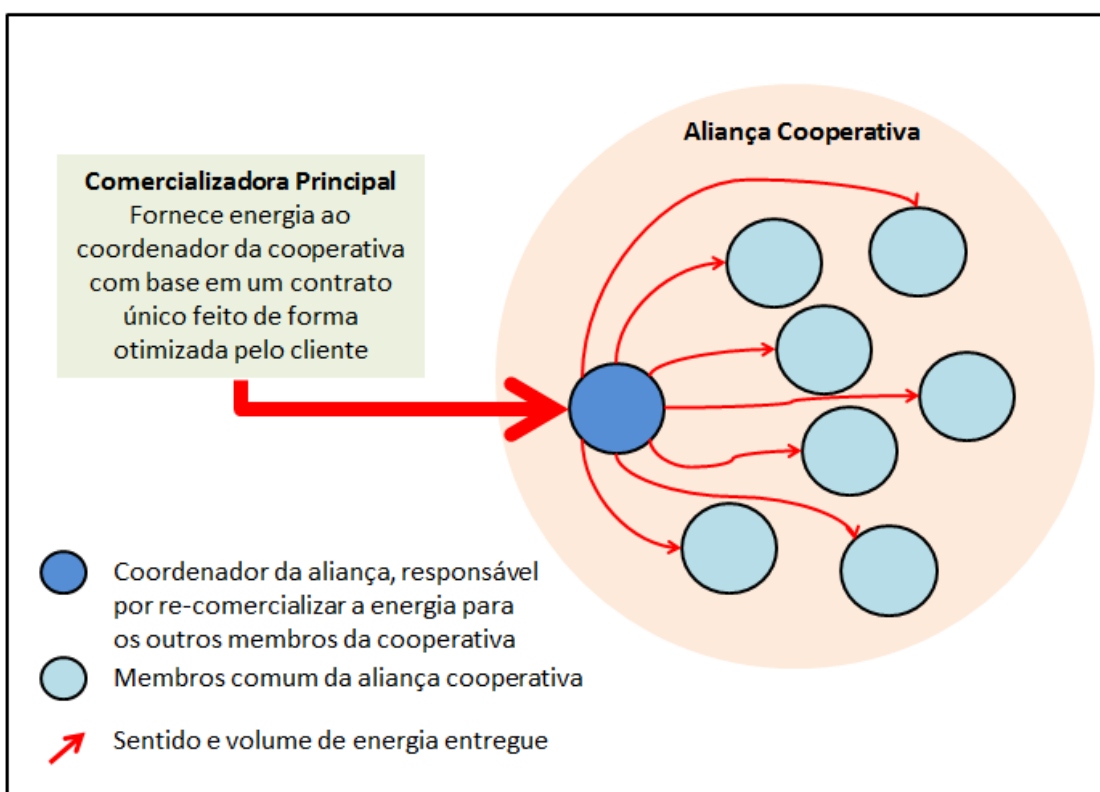 Aliança Cooperativa
Comercializadora Principal
Fornece energia ao
coordenador da cooperativa
com base em um contrato
único feito de forma
otimizada pelo cliente
Coordenador da aliança, responsável
por re-comercializar a energia para
os outros membros da cooperativa
Membros comum da aliança cooperativa
Sentido e volume de energia entregue